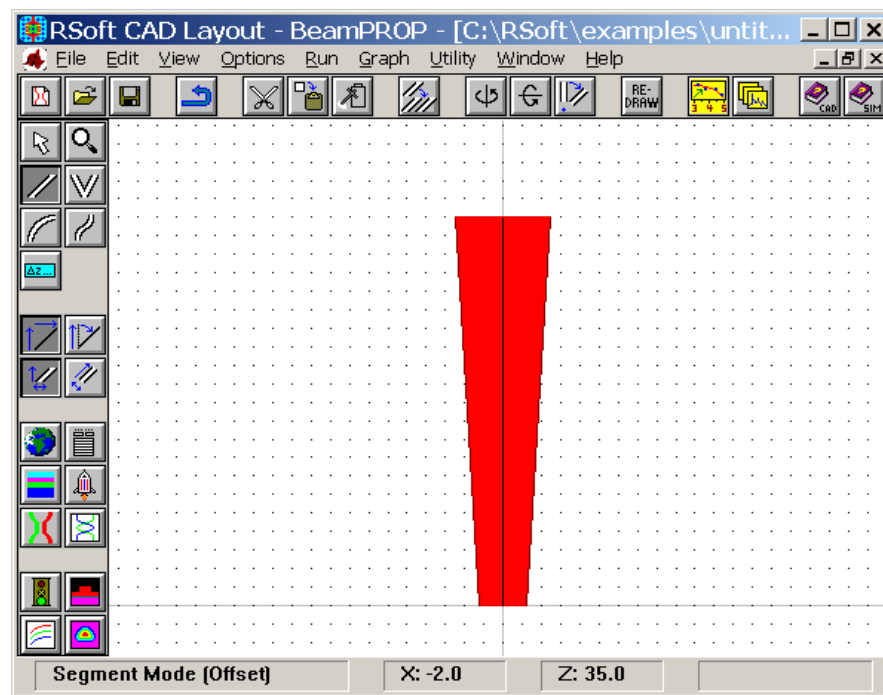 RSoft CAD Layout - BeamPROP - [C:\RSoft\examples\untit...
File Edit View Options Run Graph Utility Window Help
RE-
DRAW
3 4 5
CAD
SIM
Δz...
Segment Mode (Offset) X: -2.0 Z: 35.0